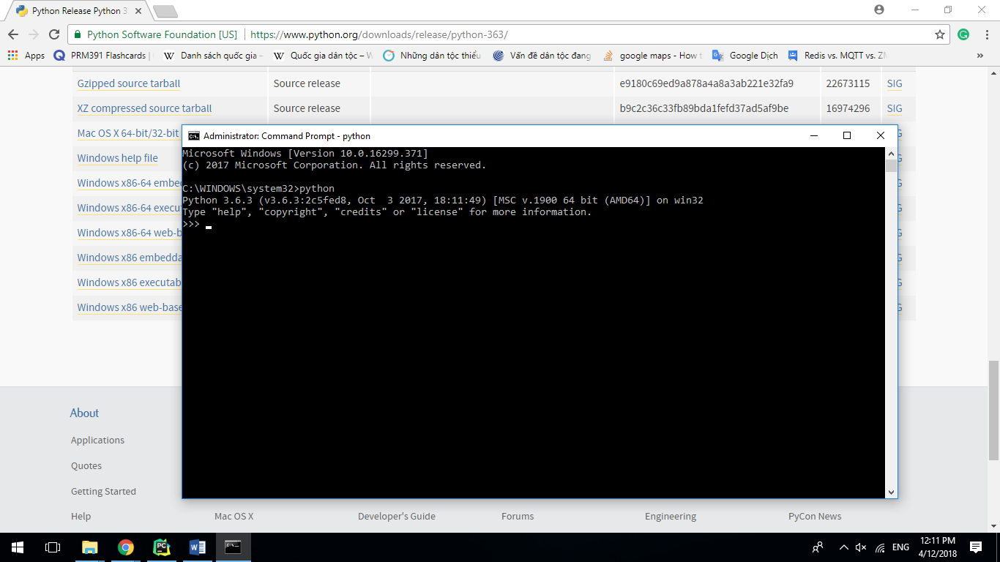 Python Release Python 3
Python Software Foundation [US] https://www.python.org/downloads/release/python-363/
Apps PRM391 Flashcards | Danh sách quốc gia – Quốc gia dân tộc – Những dân tộc thiểu Vấn đề dân tộc đang google maps - How Google Dịch Redis vs. MQTT vs. »
Gzipped source tarball Source release e9180c69ed9a878a4a8a3ab221e32fa9 22673115 SIG
XZ compressed source tarball Source release b9c2c36c33fb89bda1fefd37ad5af9be 16974296 SIG
Mac OS X 64-bit/32-bit
Windows help file
Windows x86-64
Windows x86-64
Windows x86-64
Windows x86
Windows x86
Windows x86
Administrator: Command Prompt - python
Microsoft Windows [Version 10.0.16299.371]
(c) 2017 Microsoft Corporation. All rights reserved.
C:\WINDOWS\system32>python
Python 3.6.3 (v3.6.3:2c5fed8, Oct  3 2017, 18:11:49) [MSC v.1900 64 bit (AMD64)] on win32
Type "help", "copyright", "credits" or "license" for more information.
>>>
About
Applications
Quotes
Getting Started
Help Mac OS X Developer's Guide Forums Engineering PyCon News
ENG
12:11 PM
4/12/2018